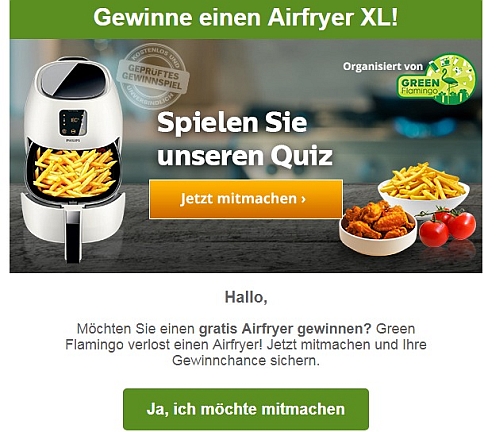 Gewinne einen Airfryer XL!
KOSTENLOS UND
GEPRÜFTES
GEWINNSPIEL
UNVERBINDLICH
Organisiert von
GREEN
Flamingo
Spielen Sie
unseren Quiz
PHILIPS
Jetzt mitmachen ›
Hallo,
Möchten Sie einen gratis Airfryer gewinnen? Green
Flamingo verlost einen Airfryer! Jetzt mitmachen und Ihre
Gewinnchance sichern.
Ja, ich möchte mitmachen